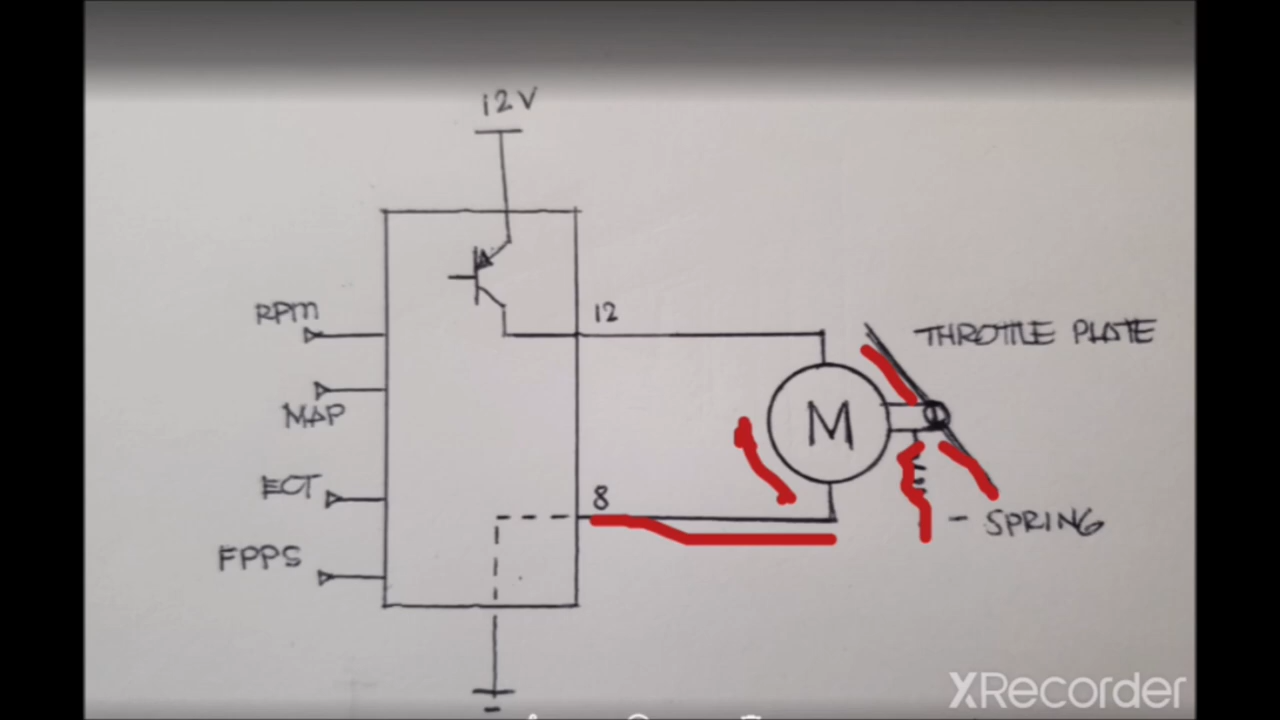 12V
RPM
12
THROTTLE PLATE
MAP
M
ECT
8
- SPRING
FPPS
XRecorder